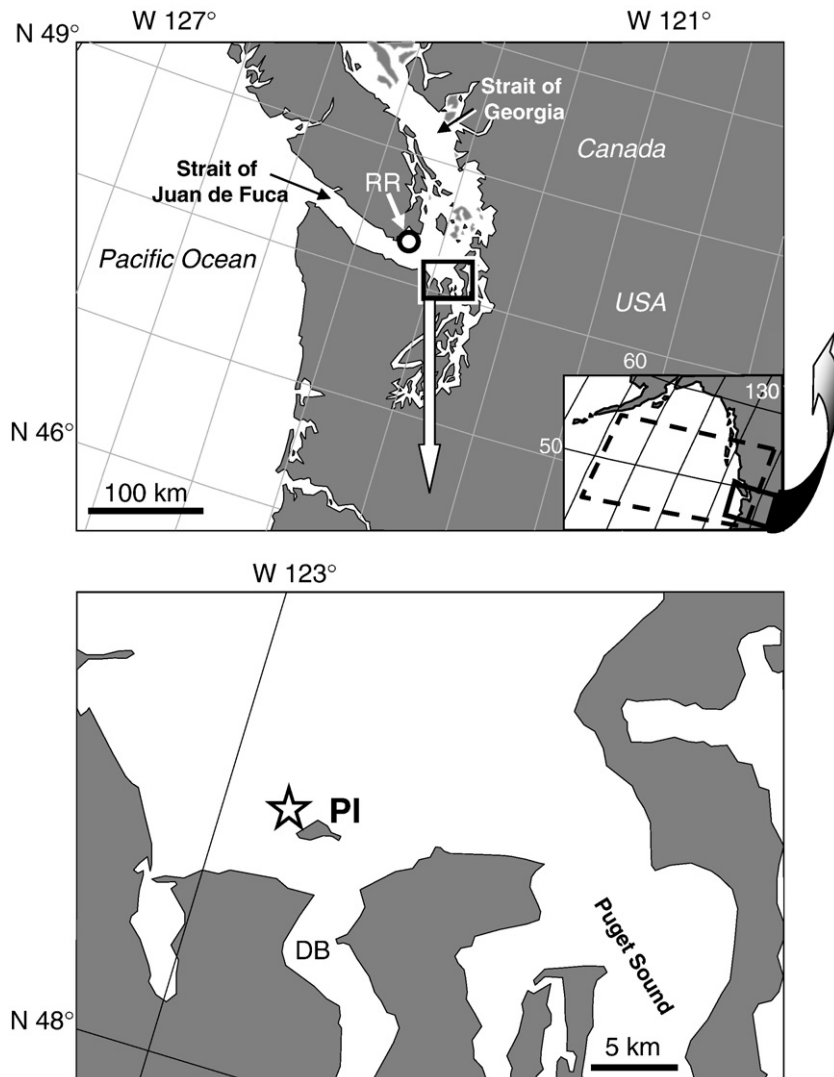 W 127°
W 121°
N 49°
Strait of
Georgia
Canada
Strait of
Juan de Fuca
RR
Pacific Ocean
USA
60
130
50
N 46°
100 km
W 123°
PI
DB
Puget Sound
N 48°
5 km